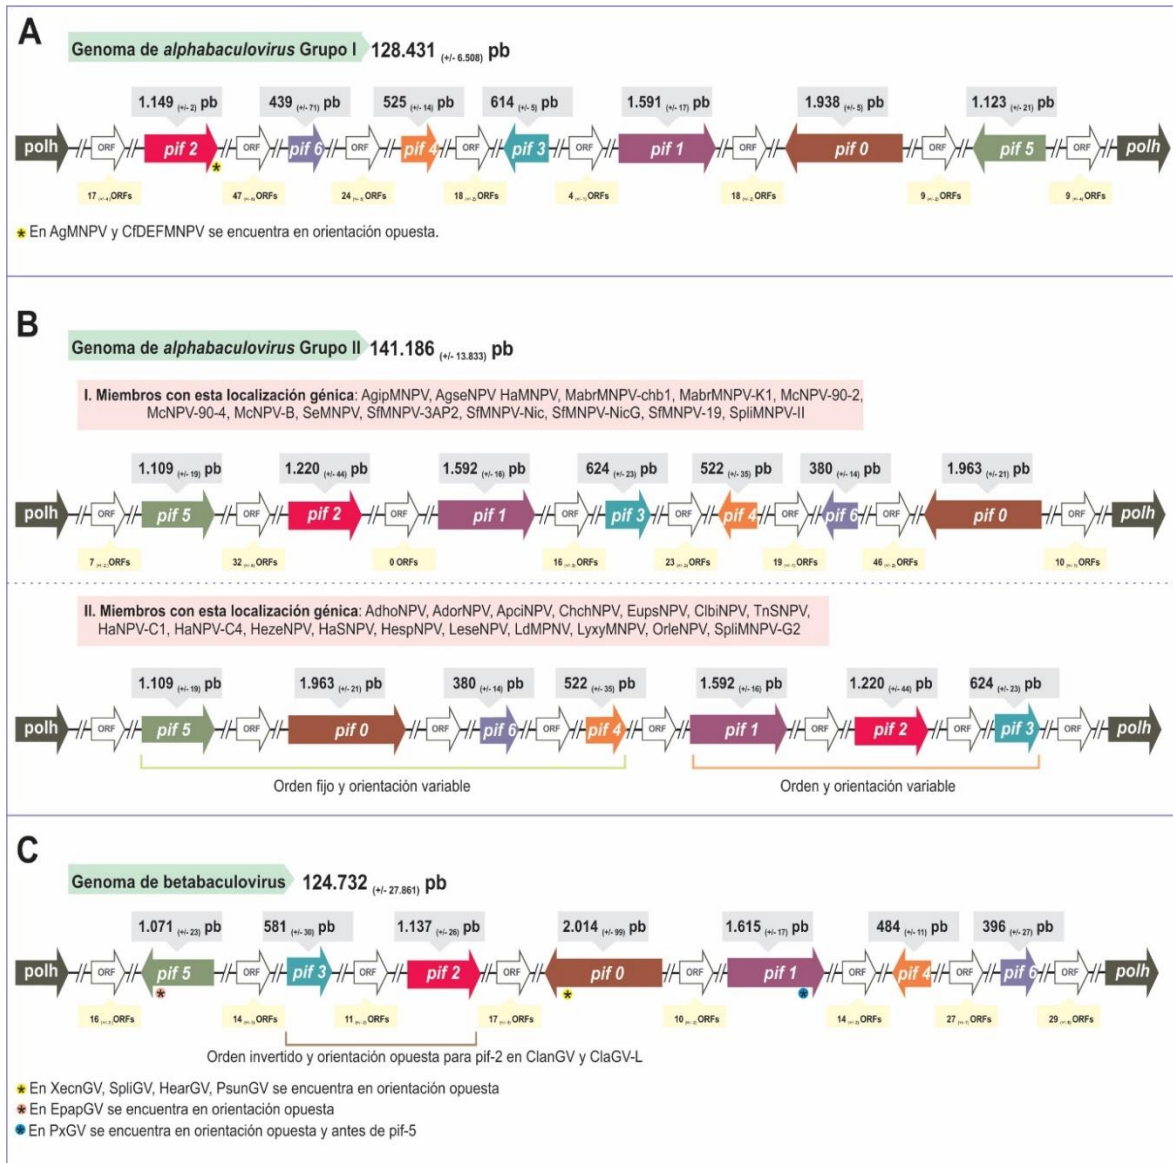 A
Genoma de alphabaculovirus Grupo I 128.431 (+/- 6.508) pb
1.149 (+/- 2) pb 439 (+/- 71) pb 525 (+/- 14) pb 614 (+/- 5) pb 1.591 (+/- 17) pb 1.938 (+/- 5) pb 1.123 (+/- 21) pb
polh ORF pif 2 ORF pif 6 ORF pif 4 ORF pif 3 ORF pif 1 ORF pif 0 ORF pif 5 ORF polh
17 ORFs 47 ORFs 24 ORFs 18 ORFs 4 ORFs 18 ORFs 9 ORFs 9 ORFs
* En AgMNPV y CfDEFMNPV se encuentra en orientación opuesta.
B
Genoma de alphabaculovirus Grupo II 141.186 (+/- 13.833) pb
I. Miembros con esta localización génica: AgipMNPV, AgseNPV HaMNPV, MabrMNPV-chb1, MabrMNPV-K1, McNPV-90-2,
McNPV-90-4, McNPV-B, SeMNPV, SfMNPV-3AP2, SfMNPV-Nic, SfMNPV-NicG, SfMNPV-19, SpliMNPV-II
1.109 (+/- 19) pb 1.220 (+/- 44) pb 1.592 (+/- 16) pb 624 (+/- 23) pb 522 (+/- 35) pb 380 (+/- 14) pb 1.963 (+/- 21) pb
polh ORF pif 5 ORF pif 2 ORF pif 1 ORF pif 3 ORF pif 4 ORF pif 6 ORF pif 0 ORF polh
7 ORFs 32 ORFs 0 ORFs 16 ORFs 23 ORFs 19 ORFs 46 ORFs 10 ORFs
II. Miembros con esta localización génica: AdhoNPV, AdorNPV, ApciNPV, ChchNPV, EupsNPV, ClbiNPV, TnSNPV,
HaNPV-C1, HaNPV-C4, HezeNPV, HaSNPV, HespNPV, LeseNPV, LdMPNV, LyxyMNPV, OrleNPV, SpliMNPV-G2
1.109 (+/- 19) pb 1.963 (+/- 21) pb 380 (+/- 14) pb 522 (+/- 35) pb 1.592 (+/- 16) pb 1.220 (+/- 44) pb 624 (+/- 23) pb
polh ORF pif 5 ORF pif 0 ORF pif 6 ORF pif 4 ORF pif 1 ORF pif 2 ORF pif 3 ORF polh
Orden fijo y orientación variable Orden y orientación variable
C
Genoma de betabaculovirus 124.732 (+/- 27.861) pb
1.071 (+/- 23) pb 581 (+/- 30) pb 1.137 (+/- 26) pb 2.014 (+/- 99) pb 1.615 (+/- 17) pb 484 (+/- 11) pb 396 (+/- 27) pb
polh ORF pif 5 ORF pif 3 ORF pif 2 ORF pif 0 ORF pif 1 ORF pif 4 ORF pif 6 ORF polh
16 ORFs 14 ORFs 11 ORFs 17 ORFs 10 ORFs 14 ORFs 27 ORFs 29 ORFs
Orden invertido y orientación opuesta para pif-2 en ClanGV y ClaGV-L
* En XecnGV, SpliGV, HearGV, PsunGV se encuentra en orientación opuesta
* En EpapGV se encuentra en orientación opuesta
* En PxGV se encuentra en orientación opuesta y antes de pif-5